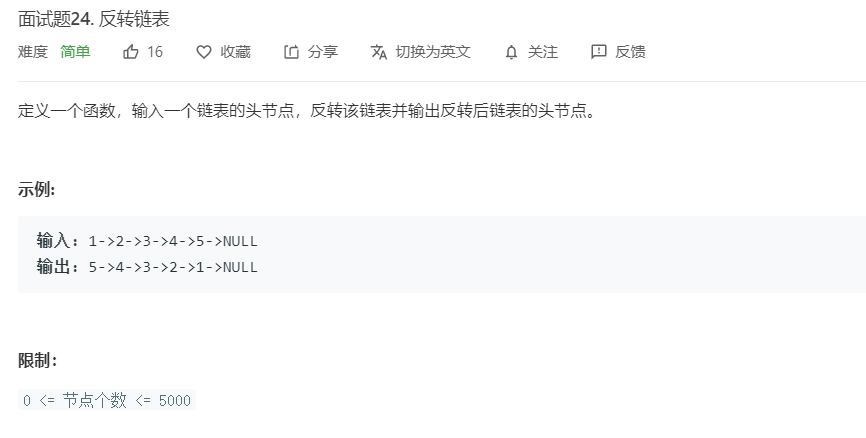 面试题24. 反转链表
难度 简单 16 收藏 分享 切换为英文 关注 反馈
定义一个函数，输入一个链表的头节点，反转该链表并输出反转后链表的头节点。
示例:
输入: 1->2->3->4->5->NULL
输出: 5->4->3->2->1->NULL
限制：
0 <= 节点个数 <= 5000